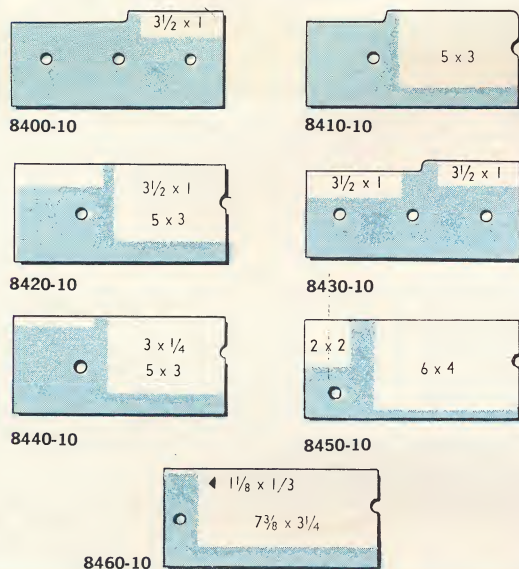 3½ x 1
5 x 3
8400-10
8410-10
3½ x 1
5 x 3
3½ x 1
3½ x 1
8420-10
8430-10
3 x ¼
5 x 3
2 x 2
6 x 4
8440-10
8450-10
◄ 1⅛ x 1/3
7⅜ x 3¼
8460-10